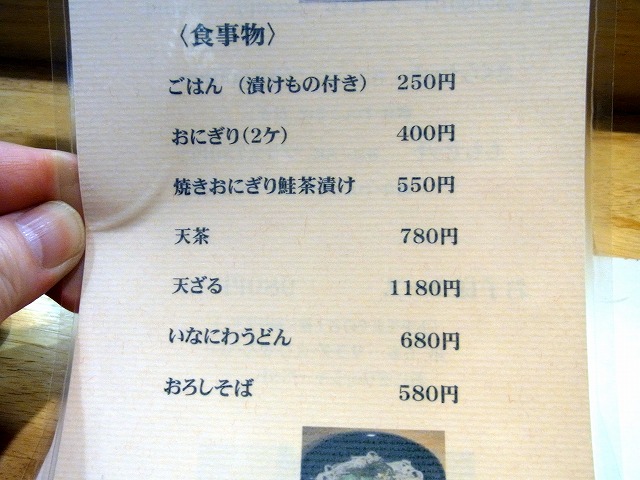 〈食事物〉
ごはん （漬けもの付き） 250円
おにぎり（2ケ） 400円
焼きおにぎり鮭茶漬け 550円
天茶 780円
天ざる 1180円
いなにわうどん 680円
おろしそば 580円